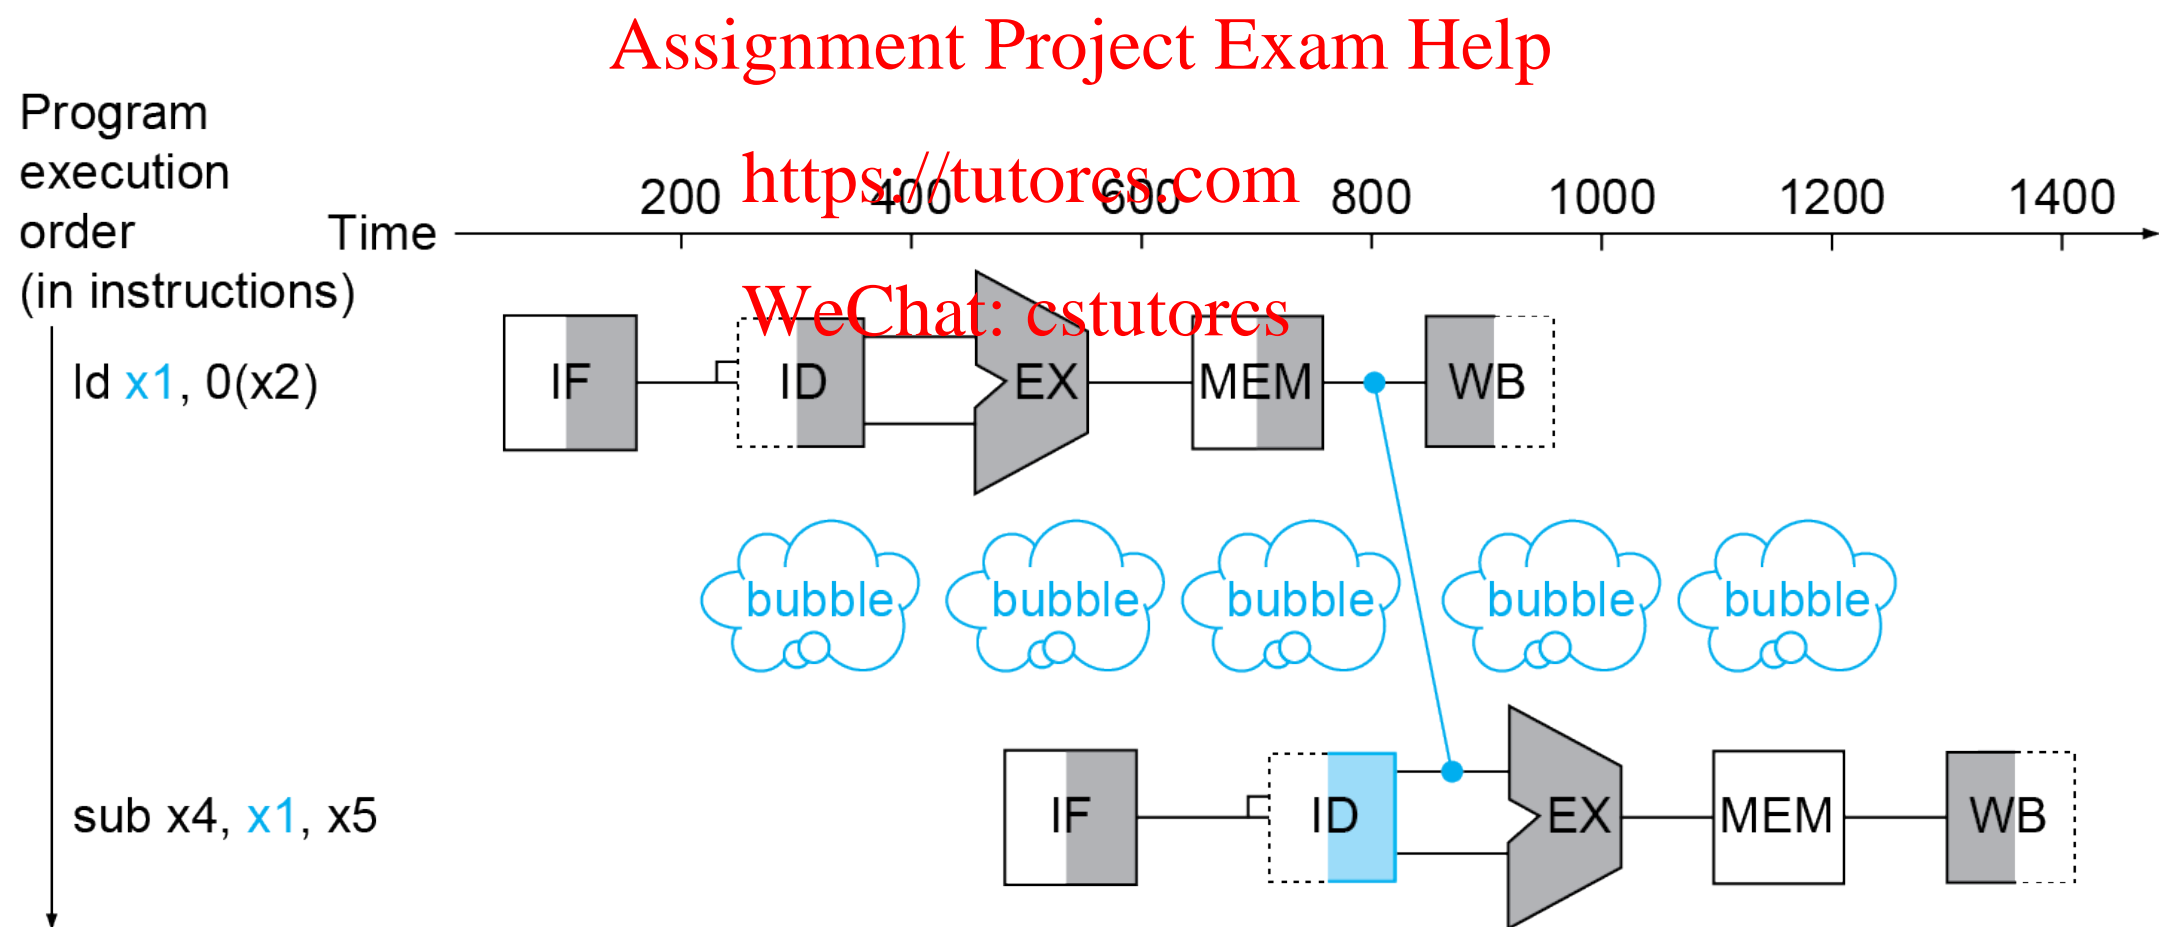 Assignment Project Exam Help
Program
execution
order
(in instructions)
https://tutorcs.com
Time
200 400 600 800 1000 1200 1400
WeChat: cstutorcs
ld x1, 0(x2)
IF ID EX MEM WB
bubble bubble bubble bubble bubble
sub x4, x1, x5
IF ID EX MEM WB